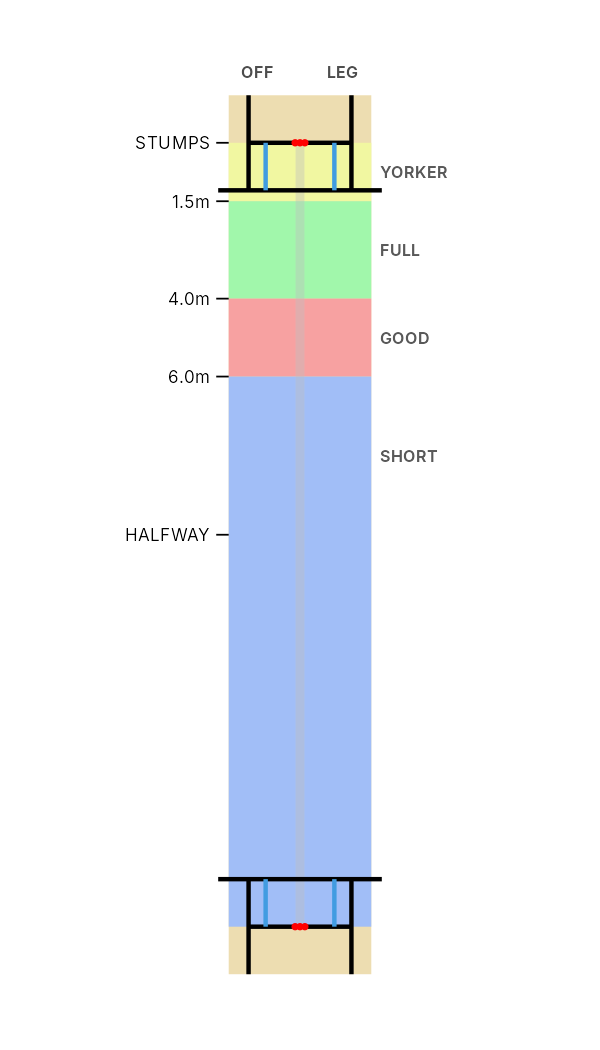 OFF LEG
STUMPS
YORKER
1.5m
FULL
4.0m
GOOD
6.0m
SHORT
HALFWAY